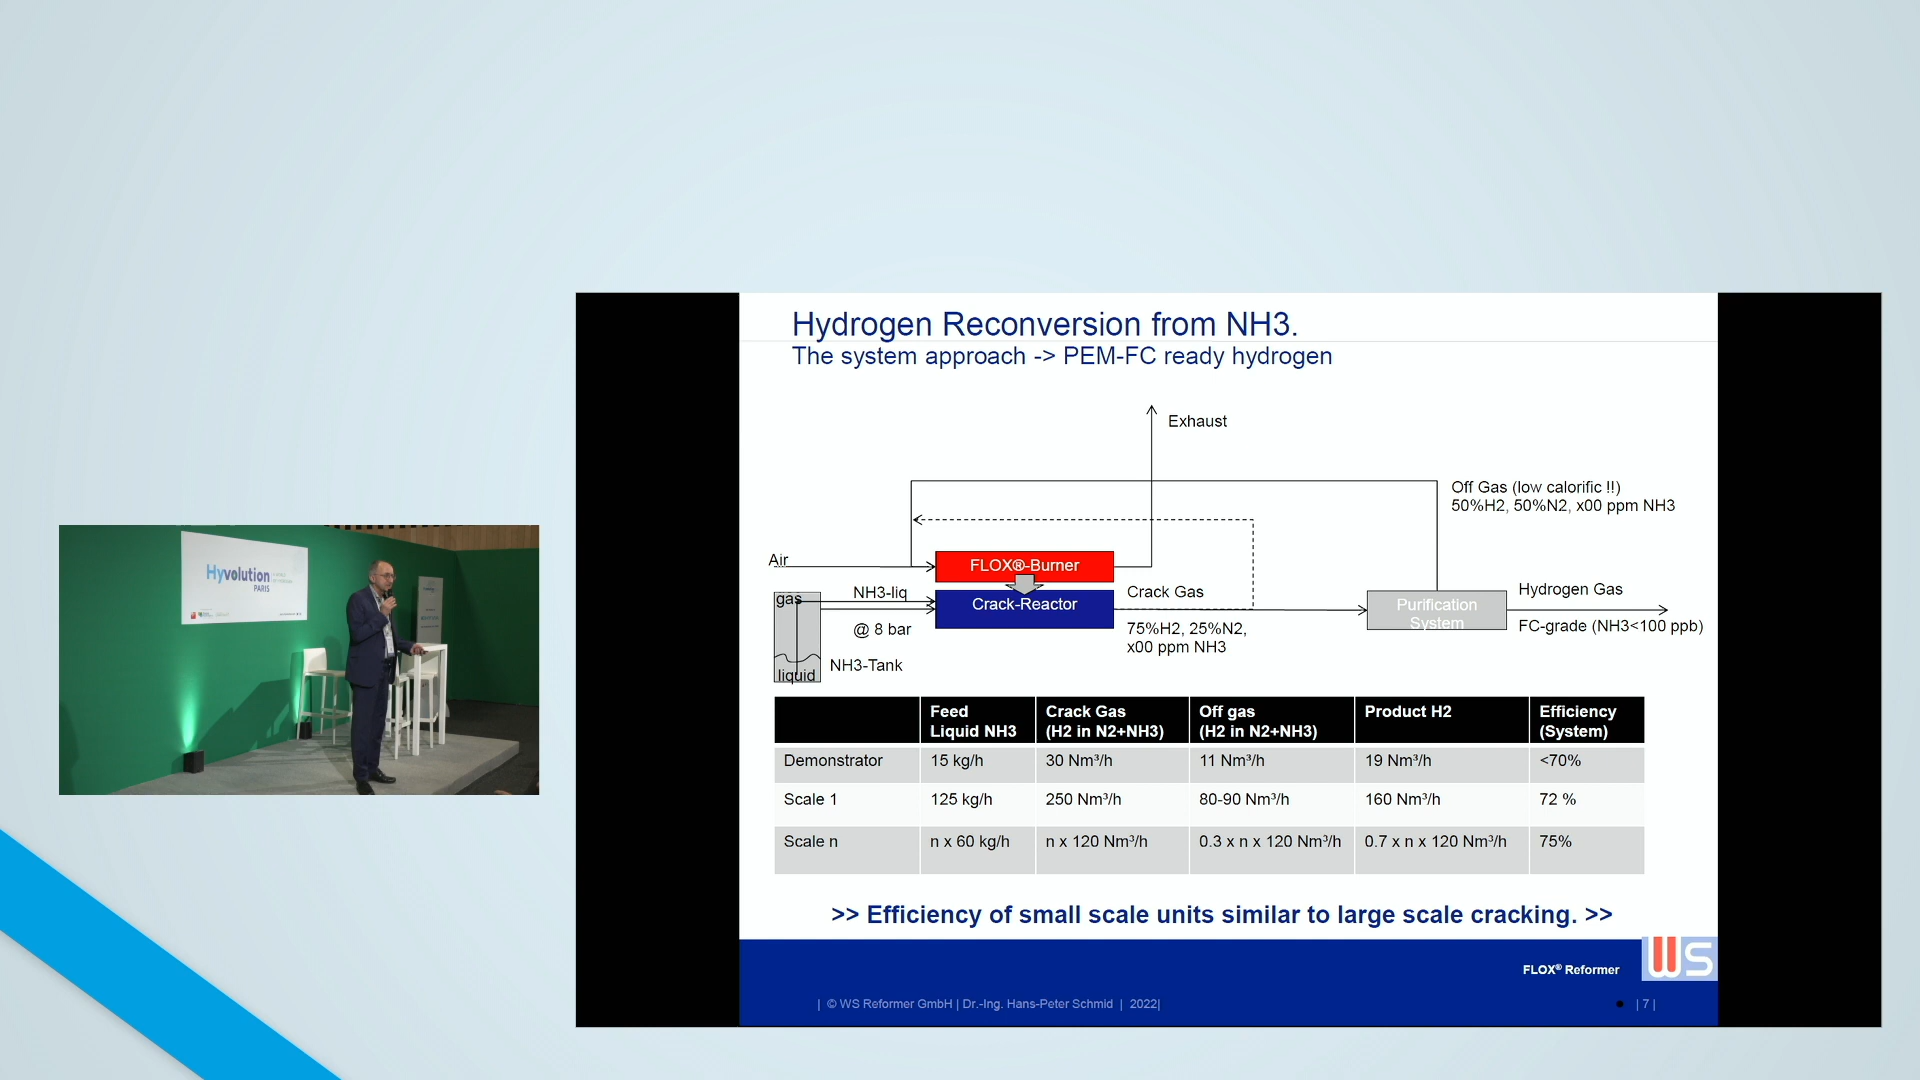 Hyvolution
PARIS
Hydrogen Reconversion from NH3.
The system approach -> PEM-FC ready hydrogen
Exhaust
Off Gas (low calorific !!)
50%H2, 50%N2, x00 ppm NH3
Air
FLOX®-Burner
gas
NH3-liq
Crack-Reactor
Crack Gas
Purification
System
Hydrogen Gas
@ 8 bar
75%H2, 25%N2,
x00 ppm NH3
FC-grade (NH3<100 ppb)
NH3-Tank
liquid
Feed Liquid NH3 Crack Gas (H2 in N2+NH3) Off gas (H2 in N2+NH3) Product H2 Efficiency (System)
Demonstrator 15 kg/h 30 Nm³/h 11 Nm³/h 19 Nm³/h <70%
Scale 1 125 kg/h 250 Nm³/h 80-90 Nm³/h 160 Nm³/h 72 %
Scale n n x 60 kg/h n x 120 Nm³/h 0.3 x n x 120 Nm³/h 0.7 x n x 120 Nm³/h 75%
>> Efficiency of small scale units similar to large scale cracking. >>
FLOX® Reformer
WS
| © WS Reformer GmbH | Dr.-Ing. Hans-Peter Schmid | 2022|
| 7 |